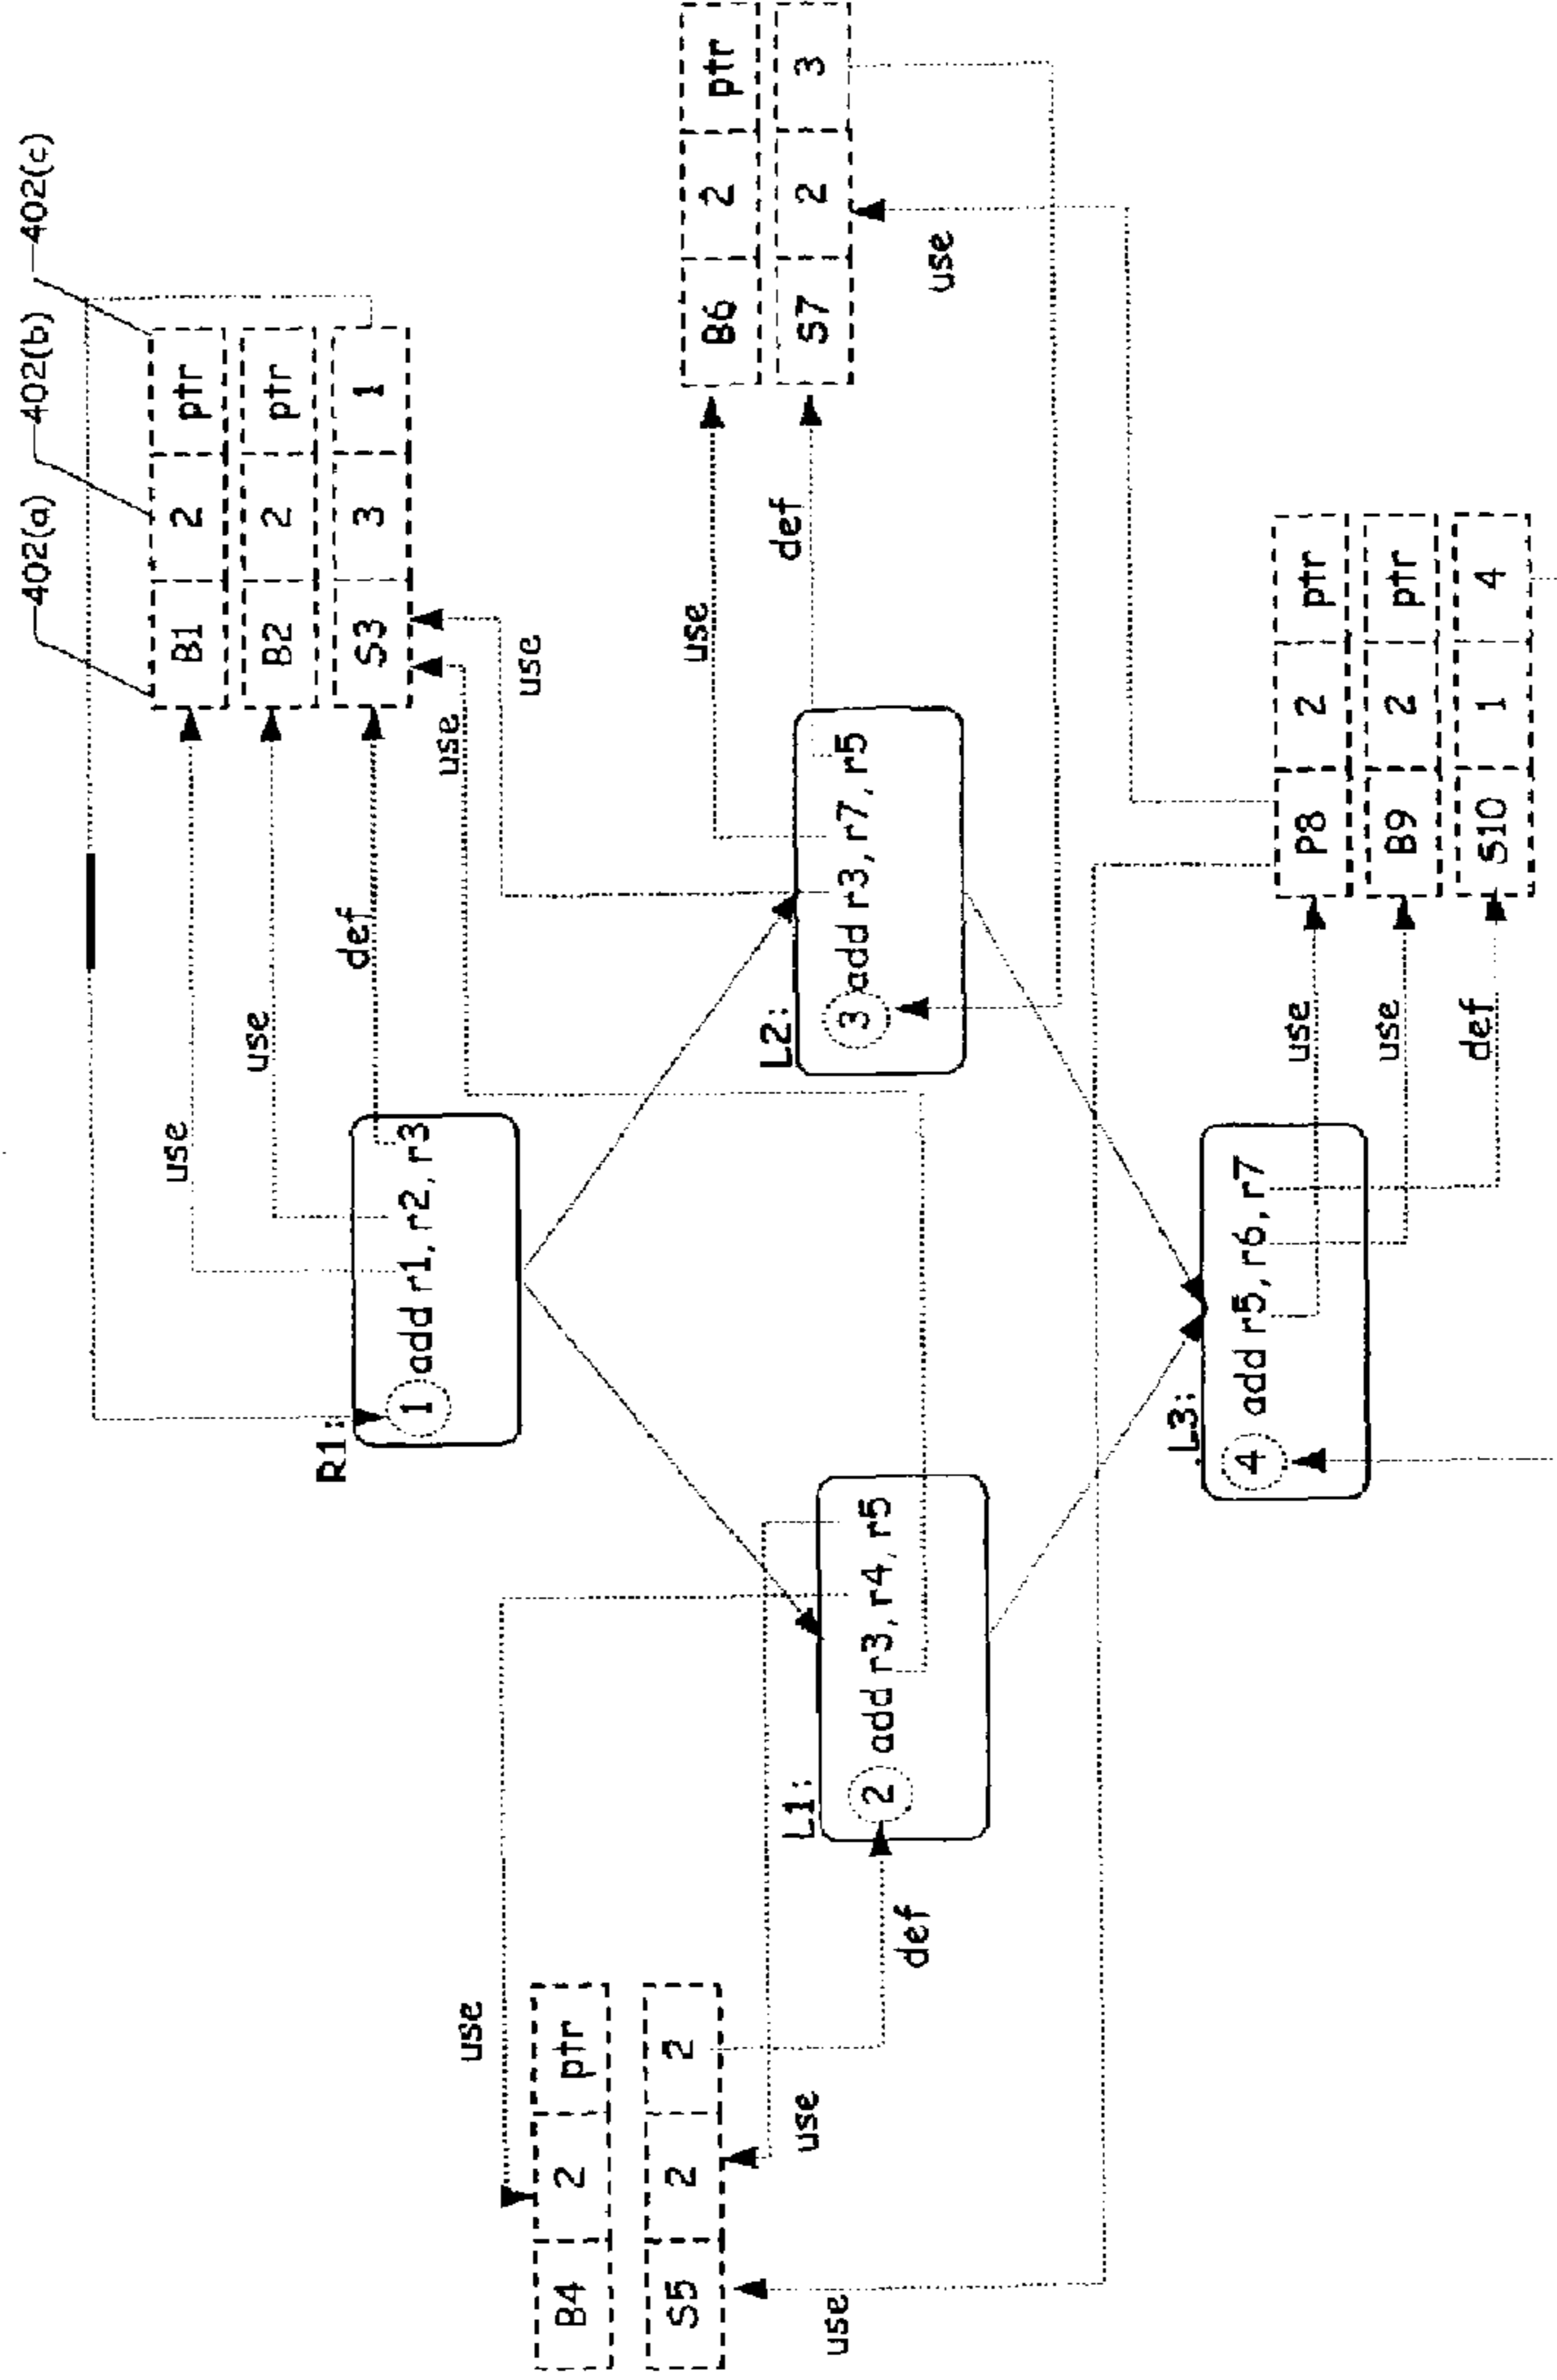 402(a)
402(b)
402(c)
B1 2 ptr
B2 2 ptr
S3 3 1
use
use
def
use
use
R1:
1 add r1, r2, r3
use
B4 2 ptr
S5 2 2
use
use
def
L1:
2 add r3, r4, r5
L2:
3 add r3, r7, r5
use
def
B6 2 ptr
S7 2 3
use
L3:
4 add r5, r6, r7
use
use
def
P8 2 ptr
B9 2 ptr
S10 1 4